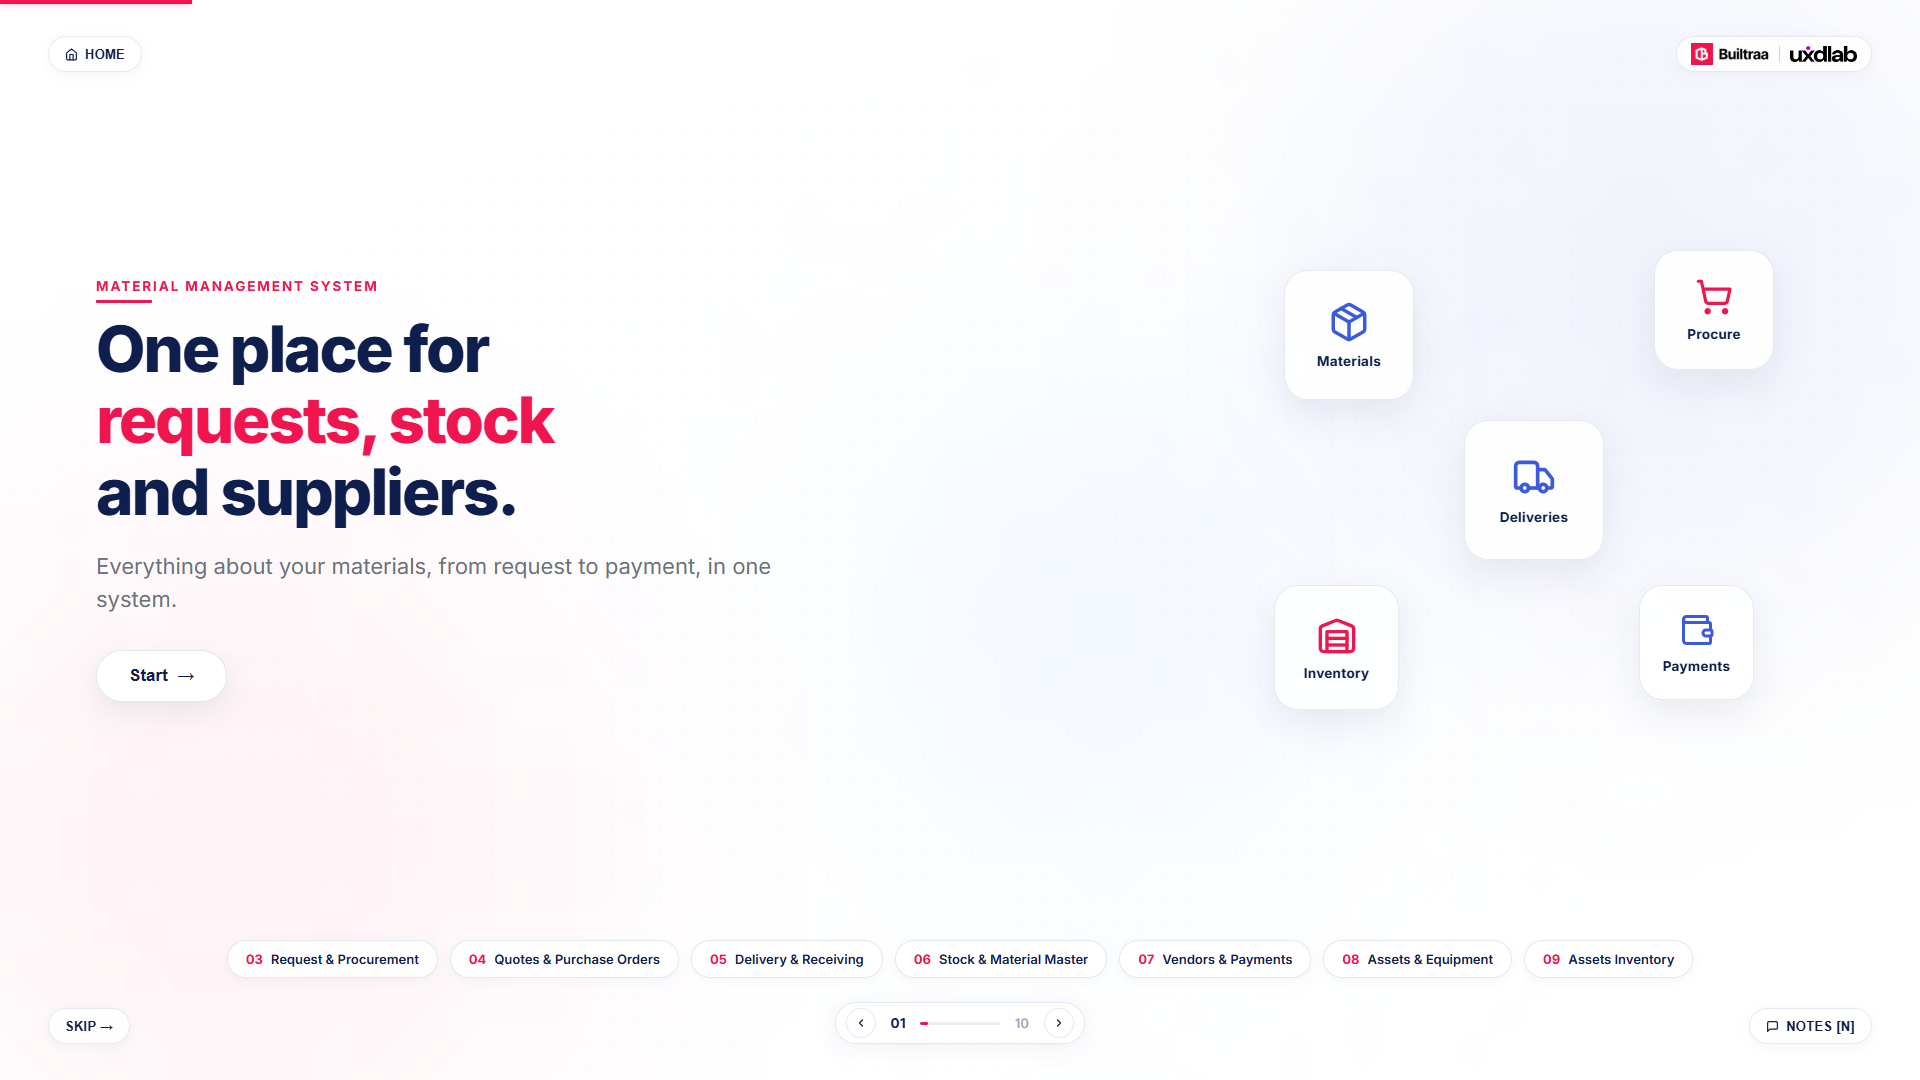 HOME
Builtraa
uxdlab
MATERIAL MANAGEMENT SYSTEM
One place for
requests, stock
and suppliers.
Everything about your materials, from request to payment, in one
system.
Start →
Materials
Procure
Deliveries
Inventory
Payments
03 Request & Procurement
04 Quotes & Purchase Orders
05 Delivery & Receiving
06 Stock & Material Master
07 Vendors & Payments
08 Assets & Equipment
09 Assets Inventory
SKIP →
01
10
NOTES [N]